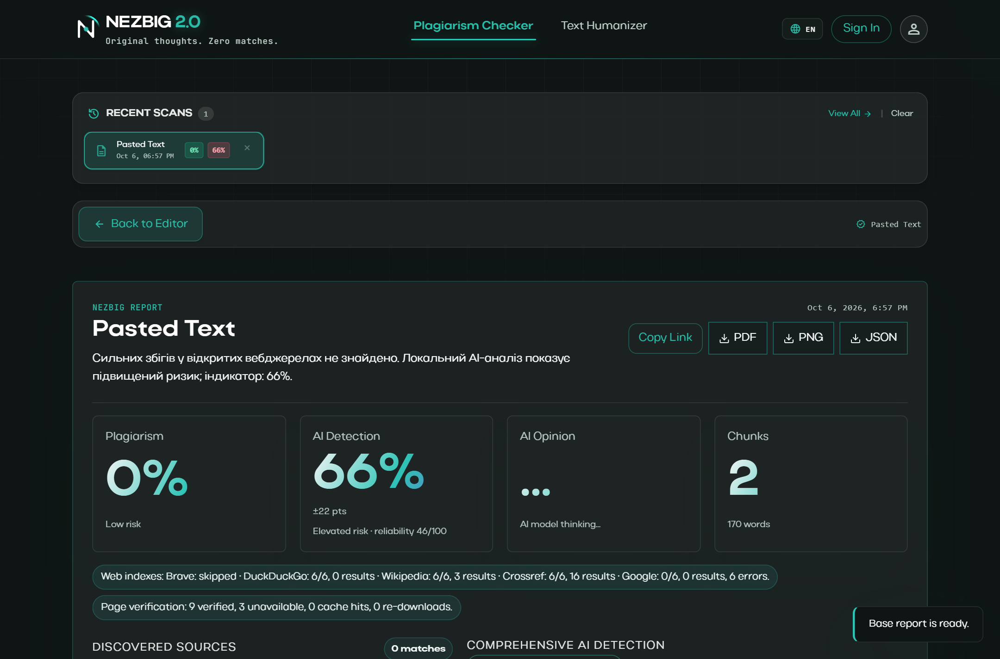 NEZBIG 2.0
Original thoughts. Zero matches.
Plagiarism Checker
Text Humanizer
EN
Sign In
RECENT SCANS 1
View All → | Clear
Pasted Text
Oct 6, 06:57 PM
0% 66% ×
← Back to Editor
Pasted Text
NEZBIG REPORT
Oct 6, 2026, 6:57 PM
Pasted Text
Copy Link
PDF
PNG
JSON
Сильних збігів у відкритих вебджерелах не знайдено. Локальний AI-аналіз показує
підвищений ризик; індикатор: 66%.
Plagiarism
0%
Low risk
AI Detection
66%
±22 pts
Elevated risk · reliability 46/100
AI Opinion
...
AI model thinking...
Chunks
2
170 words
Web indexes: Brave: skipped · DuckDuckGo: 6/6, 0 results · Wikipedia: 6/6, 3 results · Crossref: 6/6, 16 results · Google: 0/6, 0 results, 6 errors.
Page verification: 9 verified, 3 unavailable, 0 cache hits, 0 re-downloads.
Base report is ready.
DISCOVERED SOURCES
0 matches
COMPREHENSIVE AI DETECTION